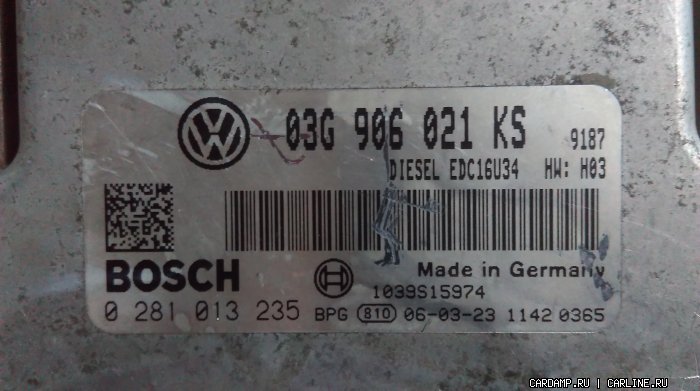 VW 03G 906 021 KS 9187
DIESEL EDC16U34 HW: H03
BOSCH Made in Germany
1039S15974
0 281 013 235 BPG 810 06-03-23 1142 0365
CARDAMP.RU | CARLINE.RU